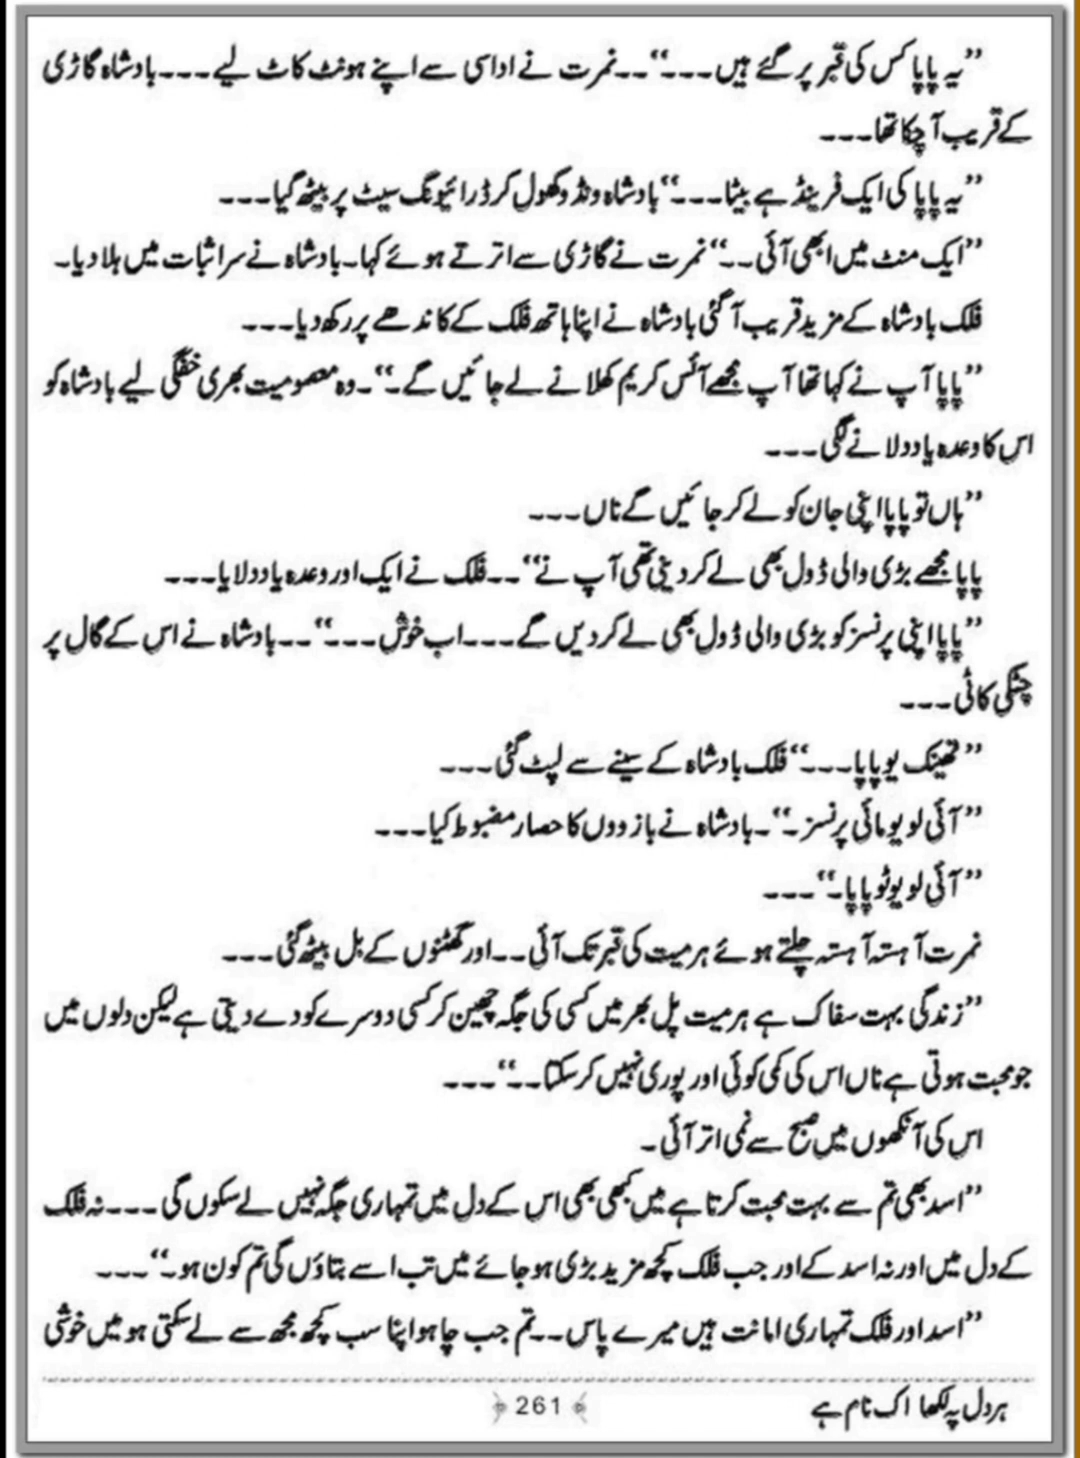 ”یہ پاپا کس کی قبر پر گئے ہیں۔۔۔“۔۔نمرت نے اداسی سے اپنے ہونٹ کاٹ لیے۔۔۔بادشاہ گاڑی
کے قریب آ چکا تھا۔۔۔
”یہ پاپا کی ایک فرینڈ ہے بیٹا۔۔۔“بادشاہ ونڈو کھول کر ڈرائیونگ سیٹ پر بیٹھ گیا۔۔۔
”ایک منٹ میں ابھی آئی۔۔“نمرت نے گاڑی سے اترتے ہوئے کہا۔بادشاہ نے سر اثبات میں ہلا دیا۔
فلک بادشاہ کے مزید قریب آ گئی بادشاہ نے اپنا ہاتھ فلک کے کاندھے پر رکھ دیا۔۔۔
”پاپا آپ نے کہا تھا آپ مجھے آئس کریم کھلانے لے جائیں گے۔“۔وہ معصومیت بھری خفگی لیے بادشاہ کو
اس کا وعدہ یاد دلانے لگی۔۔۔
”ہاں تو پاپا اپنی جان کو لے کر جائیں گے ناں۔۔۔
پاپا مجھے بڑی والی ڈول بھی لے کر دینی تھی آپ نے“۔۔فلک نے ایک اور وعدہ یاد دلایا۔۔۔
”پاپا اپنی پرنسز کو بڑی والی ڈول بھی لے کر دیں گے۔۔۔اب خوش۔۔۔“۔۔بادشاہ نے اس کے گال پر
چٹکی کاٹی۔۔۔
”تھینک یو پاپا۔۔۔“فلک بادشاہ کے سینے سے لپٹ گئی۔۔۔
”آئی لو یو مائی پرنسز۔“۔بادشاہ نے بازووں کا حصار مضبوط کیا۔۔۔
”آئی لو یو ٹو پاپا۔“۔۔۔
نمرت آہستہ آہستہ چلتے ہوئے ہرمیت کی قبر تک آئی۔۔اور گھٹنوں کے بل بیٹھ گئی۔۔۔
”زندگی بہت سفاک ہے ہرمیت پل بھر میں کسی کی جگہ چھین کر کسی دوسرے کو دے دیتی ہے لیکن دلوں میں
جو محبت ہوتی ہے ناں اس کی کمی کوئی اور پوری نہیں کر سکتا۔۔“۔۔۔
اس کی آنکھوں میں صبح سے نمی اتر آئی۔
”اسد بھی تم سے بہت محبت کرتا ہے میں کبھی بھی اس کے دل میں تمہاری جگہ نہیں لے سکوں گی۔۔۔نہ فلک
کے دل میں اور نہ اسد کے اور جب فلک کچھ مزید بڑی ہو جائے میں تب اسے بتاؤں گی تم کون ہو۔“۔۔۔
”اسد اور فلک تمہاری امانت ہیں میرے پاس۔۔تم جب چاہو اپنا سب کچھ مجھ سے لے سکتی ہو میں خوشی
ہر دل پہ لکھا اک نام ہے
261